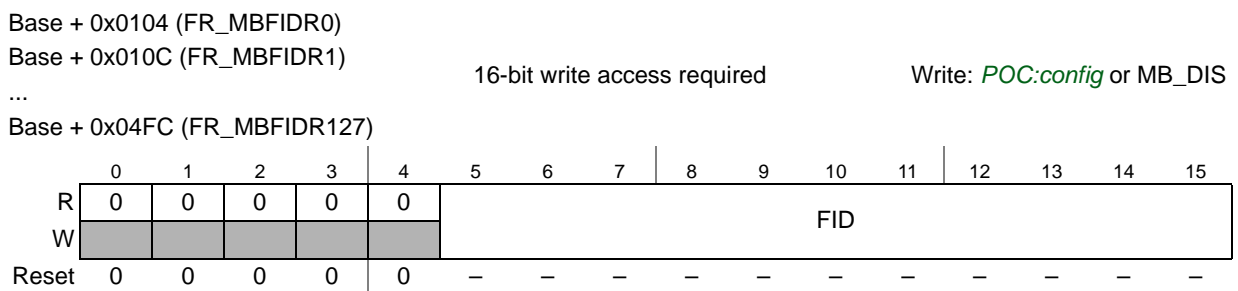 Base + 0x0104 (FR_MBFIDR0)
Base + 0x010C (FR_MBFIDR1)
...
Base + 0x04FC (FR_MBFIDR127)
16-bit write access required
Write: POC:config or MB_DIS
0 1 2 3 4 5 6 7 8 9 10 11 12 13 14 15
R 0 0 0 0 0 FID
W
Reset 0 0 0 0 0 – – – – – – – – – – –